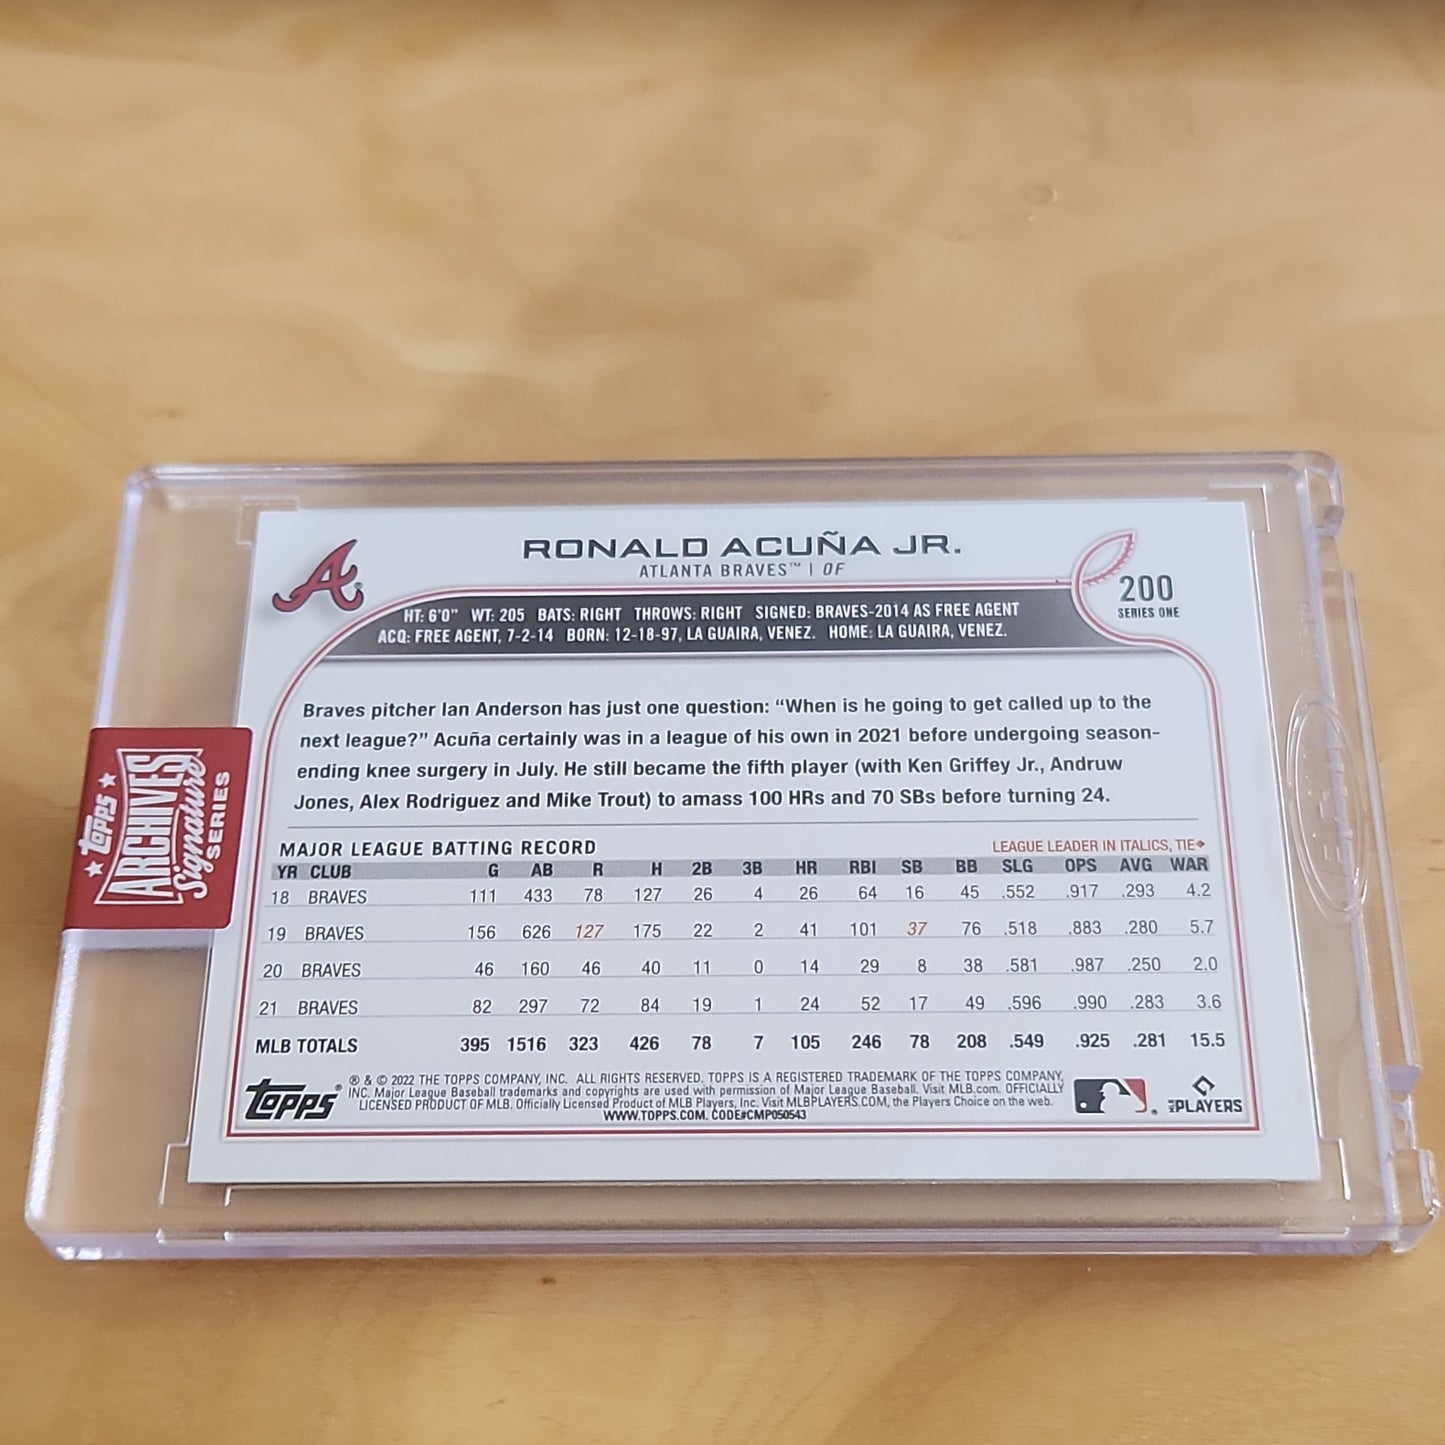 RONALD ACUÑA JR.
ATLANTA BRAVES™ | OF
200
SERIES ONE
HT: 6'0" WT: 205 BATS: RIGHT THROWS: RIGHT SIGNED: BRAVES-2014 AS FREE AGENT
ACQ: FREE AGENT, 7-2-14 BORN: 12-18-97, LA GUAIRA, VENEZ. HOME: LA GUAIRA, VENEZ.
Braves pitcher Ian Anderson has just one question: “When is he going to get called up to the
next league?” Acuña certainly was in a league of his own in 2021 before undergoing season-
ending knee surgery in July. He still became the fifth player (with Ken Griffey Jr., Andruw
Jones, Alex Rodriguez and Mike Trout) to amass 100 HRs and 70 SBs before turning 24.
MAJOR LEAGUE BATTING RECORD LEAGUE LEADER IN ITALICS, TIE◆
YR CLUB G AB R H 2B 3B HR RBI SB BB SLG OPS AVG WAR
18 BRAVES 111 433 78 127 26 4 26 64 16 45 .552 .917 .293 4.2
19 BRAVES 156 626 127 175 22 2 41 101 37 76 .518 .883 .280 5.7
20 BRAVES 46 160 46 40 11 0 14 29 8 38 .581 .987 .250 2.0
21 BRAVES 82 297 72 84 19 1 24 52 17 49 .596 .990 .283 3.6
MLB TOTALS 395 1516 323 426 78 7 105 246 78 208 .549 .925 .281 15.5
topps®
® & © 2022 THE TOPPS COMPANY, INC. ALL RIGHTS RESERVED. TOPPS IS A REGISTERED TRADEMARK OF THE TOPPS COMPANY,
INC. Major League Baseball trademarks and copyrights are used with permission of Major League Baseball. Visit MLB.com. OFFICIALLY
LICENSED PRODUCT OF MLB. Officially Licensed Product of MLB Players, Inc. Visit MLBPLAYERS.COM, the Players Choice on the web.
WWW.TOPPS.COM. CODE#CMP050543
MLB PLAYERS
★ topps ★
ARCHIVES
Signature
SERIES